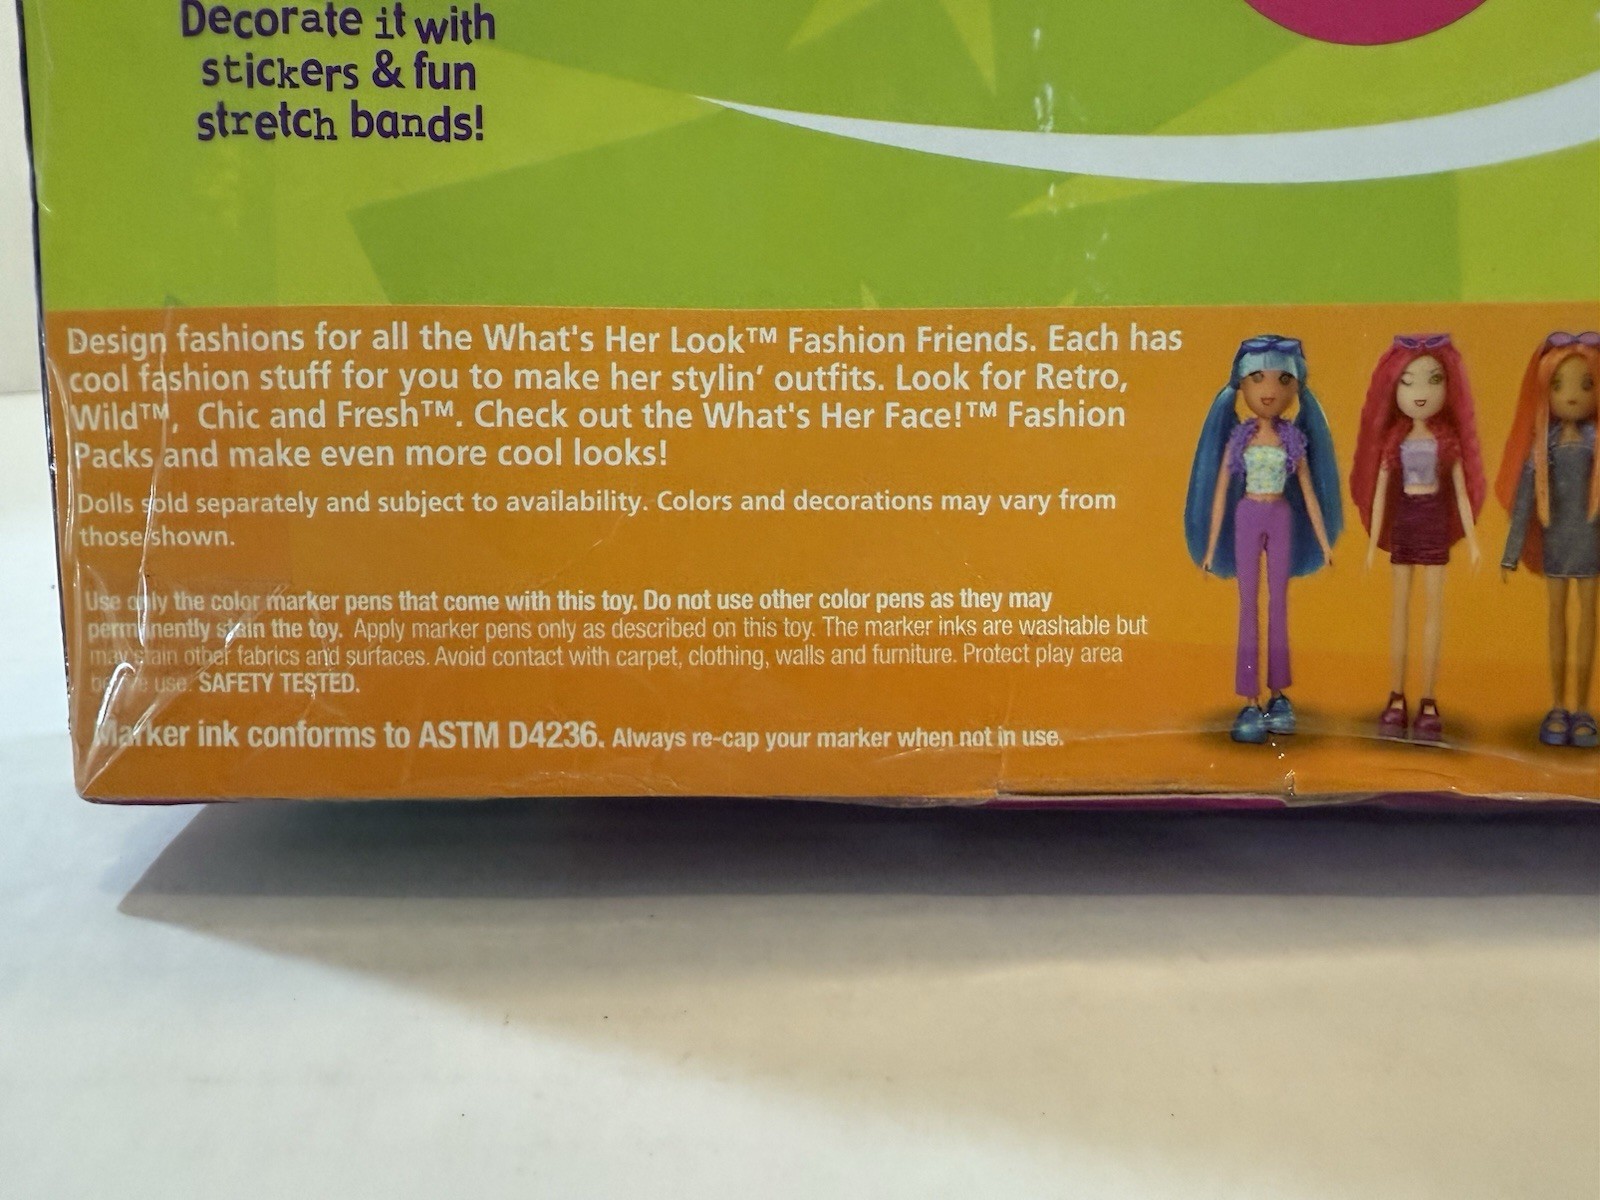 Decorate it with
stickers & fun
stretch bands!
Design fashions for all the What's Her Look™ Fashion Friends. Each has
cool fashion stuff for you to make her stylin' outfits. Look for Retro,
Wild™, Chic and Fresh™. Check out the What's Her Face!™ Fashion
Packs and make even more cool looks!
Dolls sold separately and subject to availability. Colors and decorations may vary from
those shown.
Use only the color marker pens that come with this toy. Do not use other color pens as they may
permanently stain the toy. Apply marker pens only as described on this toy. The marker inks are washable but
may stain other fabrics and surfaces. Avoid contact with carpet, clothing, walls and furniture. Protect play area
before use. SAFETY TESTED.
Marker ink conforms to ASTM D4236. Always re-cap your marker when not in use.